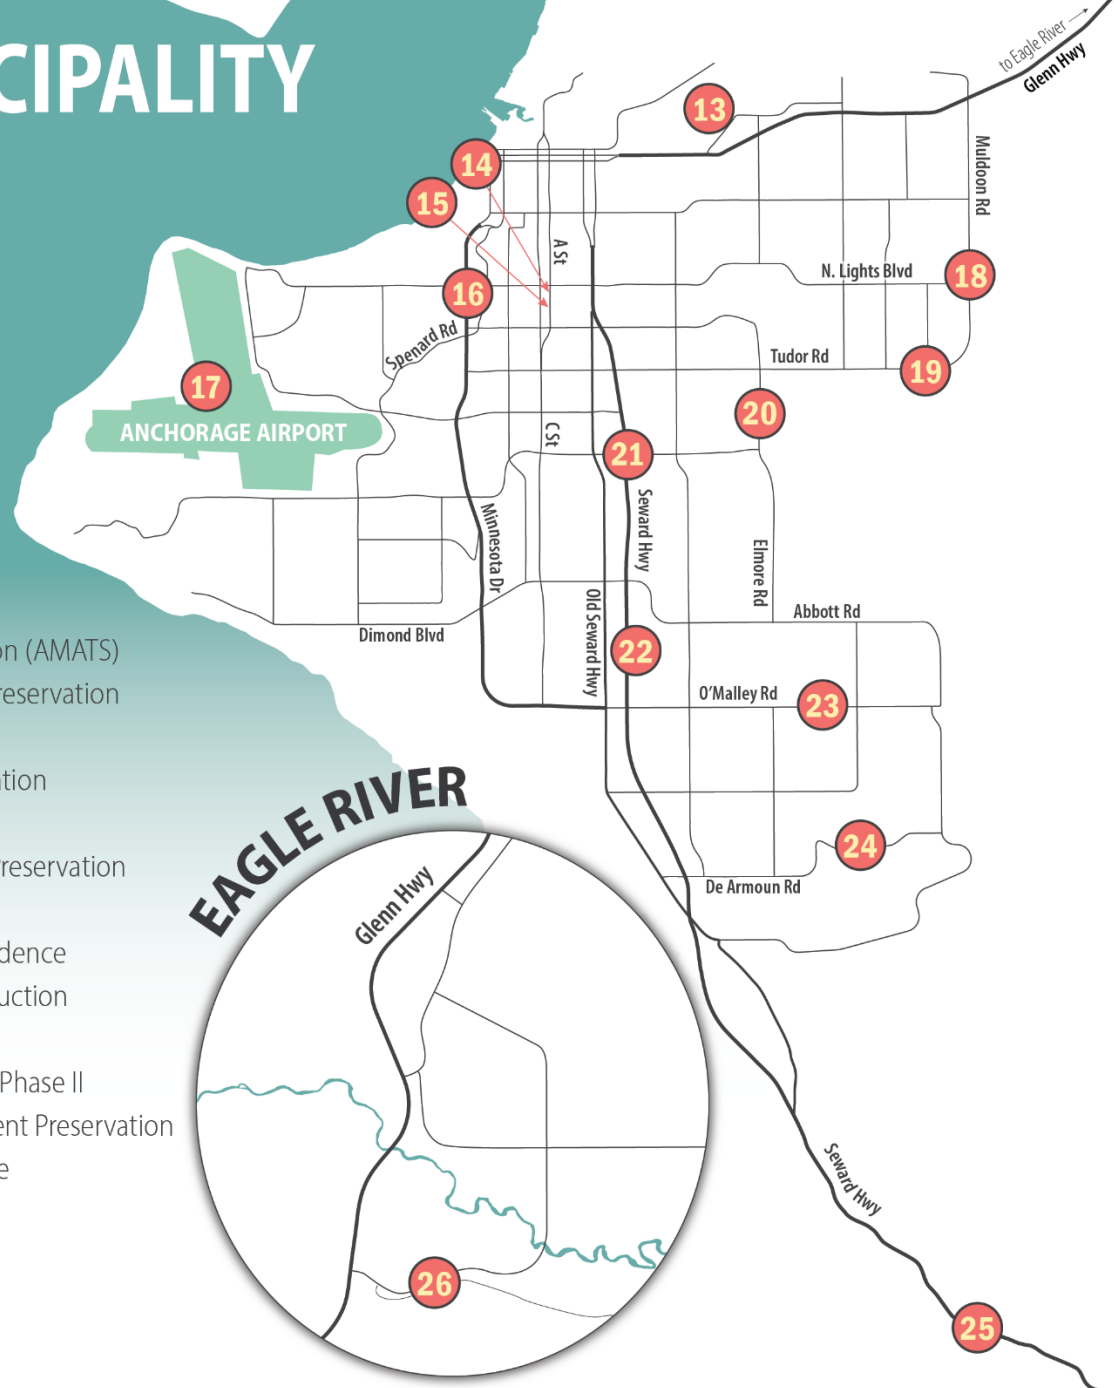 CIPALITY
to Eagle River
Glenn Hwy
13
14
15
Muldoon Rd
A St
N. Lights Blvd
18
16
Spenard Rd
Tudor Rd
19
17
20
ANCHORAGE AIRPORT
C St
21
Minnesota Dr
Seward Hwy
Elmore Rd
Old Seward Hwy
Abbott Rd
Dimond Blvd
22
O'Malley Rd
23
24
De Armoun Rd
on (AMATS)
reservation
ation
Preservation
dence
uction
Phase II
ent Preservation
e
EAGLE RIVER
Glenn Hwy
Seward Hwy
26
25